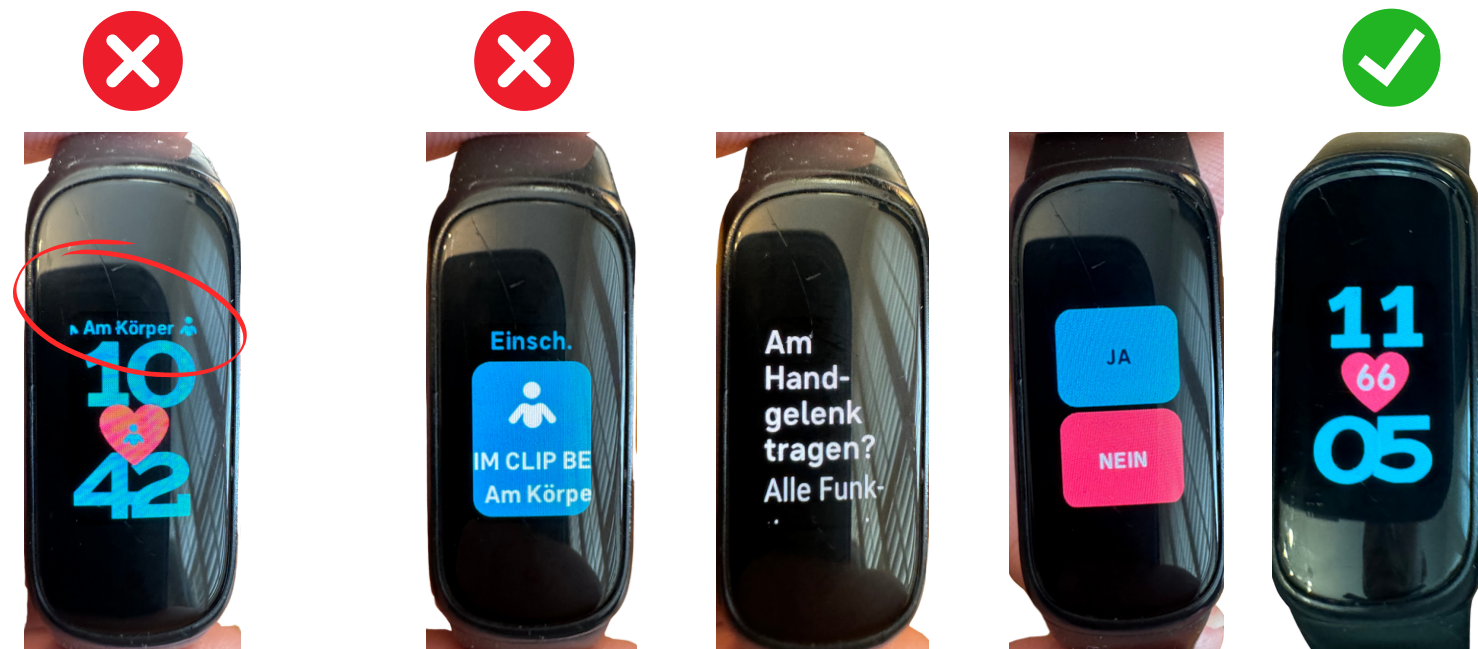 Am Körper
10
42
Einsch.
IM CLIP BE
Am Körpe
Am
Hand-
gelenk
tragen?
Alle Funk-
JA
NEIN
11
66
05